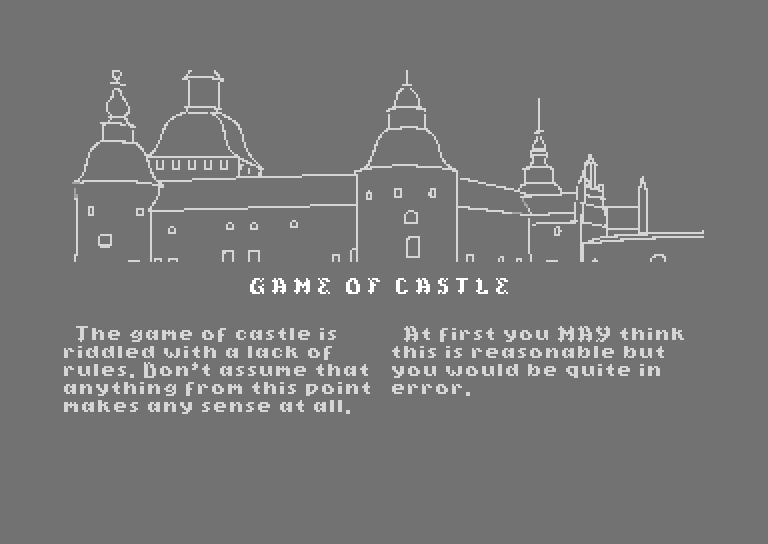 GAME OF CASTLE
The game of castle is
riddled with a lack of
rules. Don't assume that
anything from this point
makes any sense at all.
At first you MAY think
this is reasonable but
you would be quite in
error.